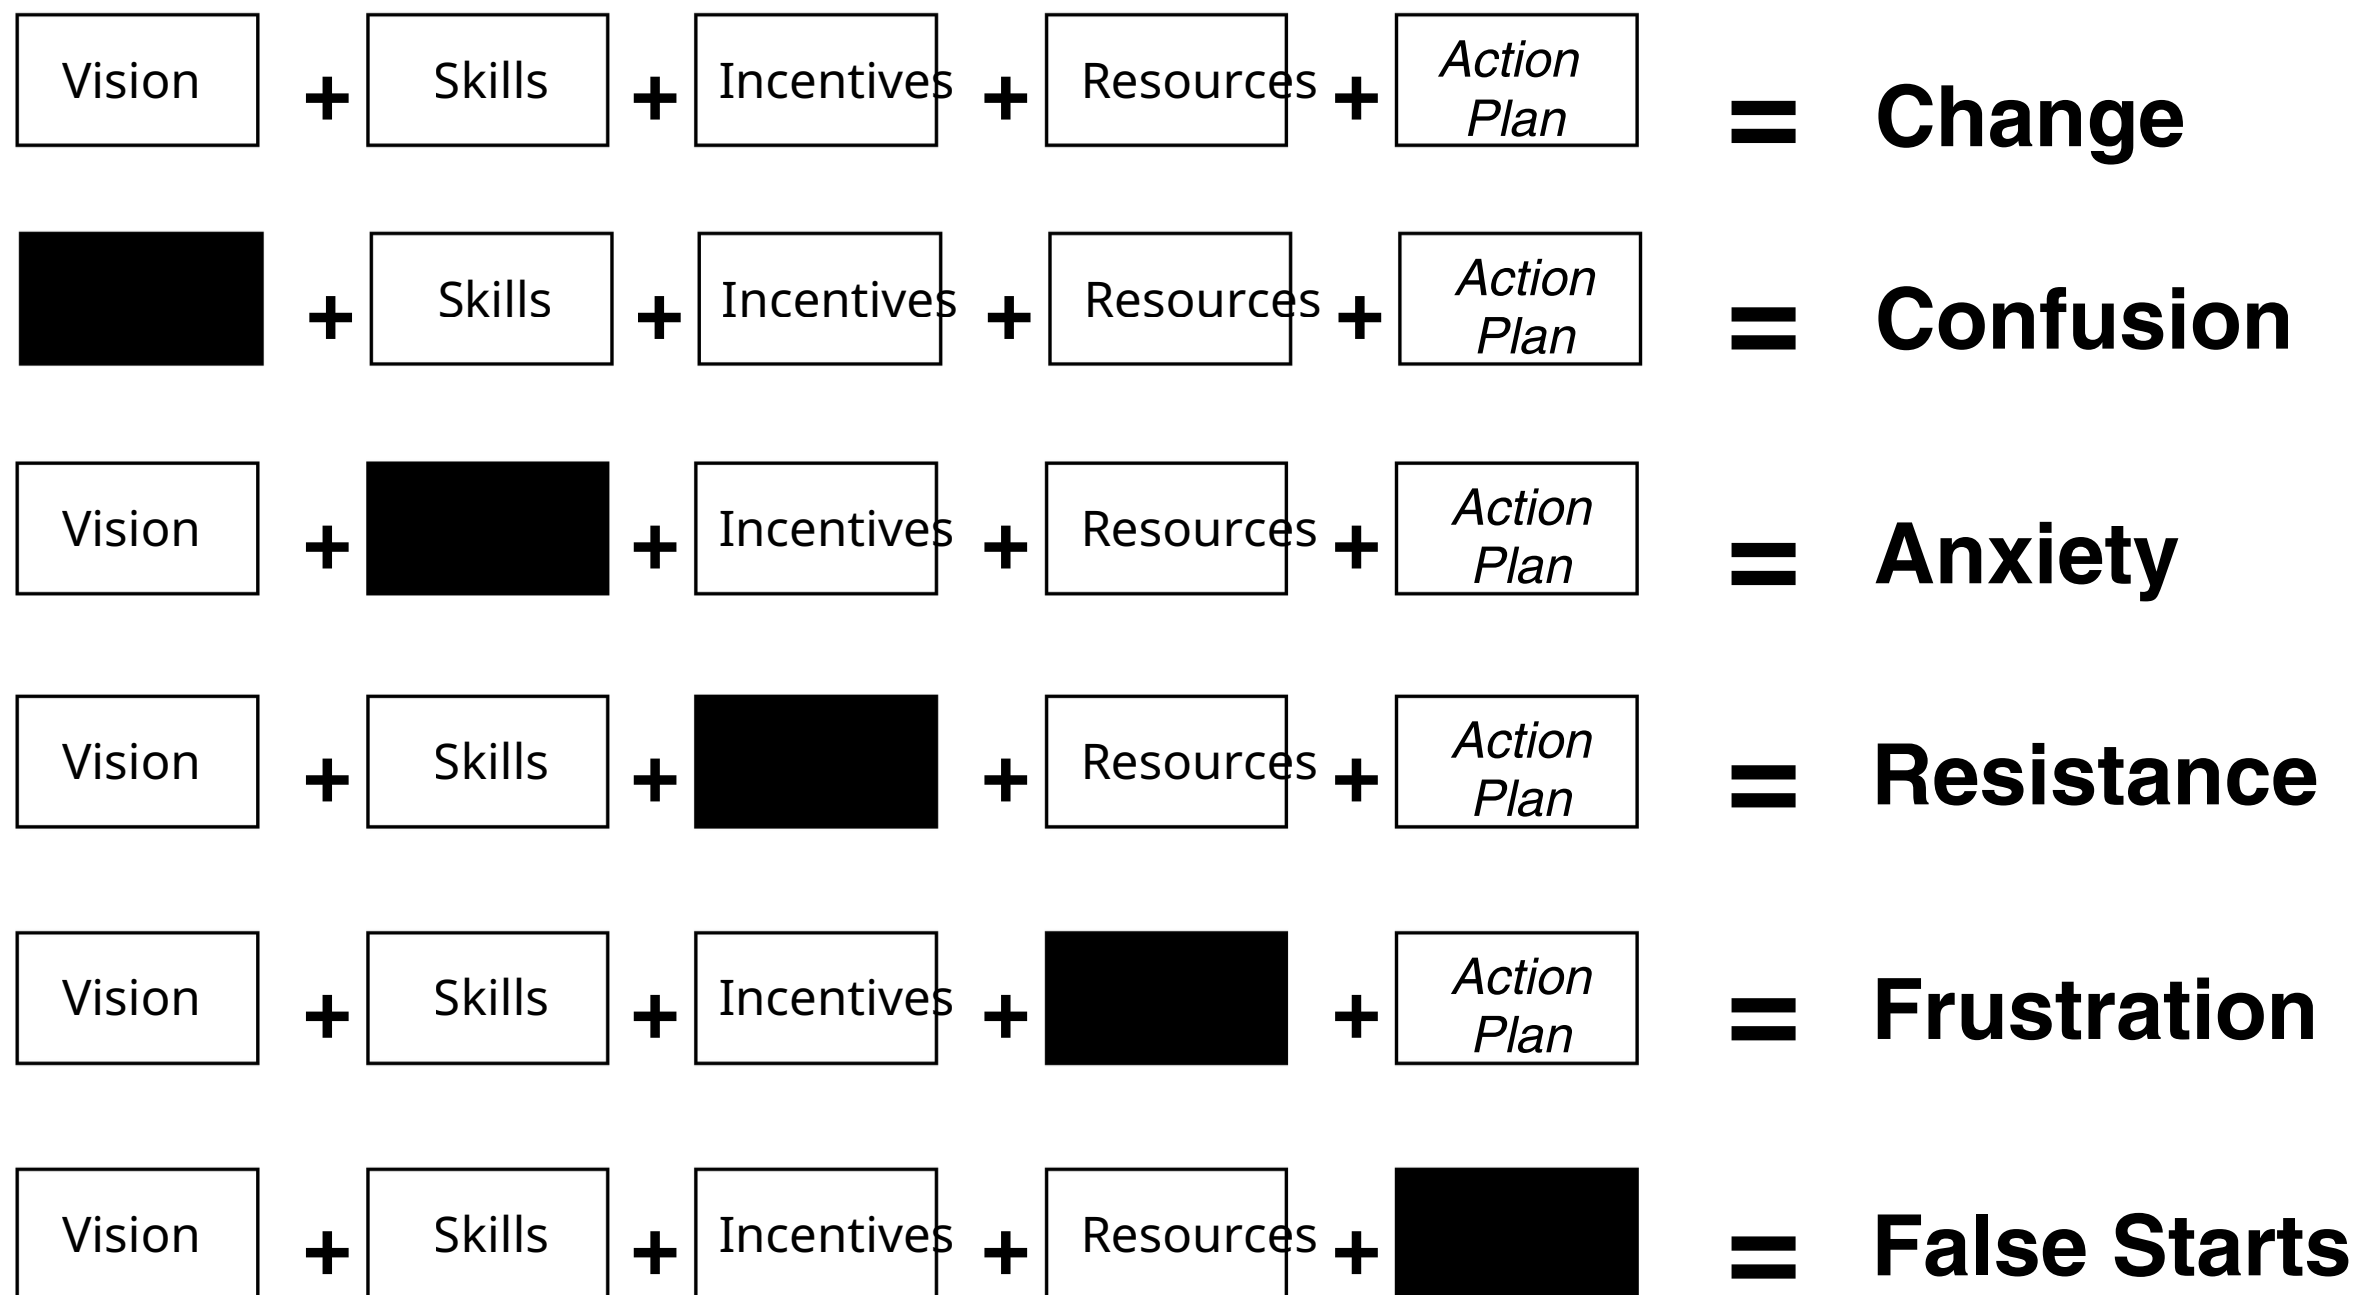 Vision + Skills + Incentives + Resources + Action Plan = Change
+ Skills + Incentives + Resources + Action Plan = Confusion
Vision + + Incentives + Resources + Action Plan = Anxiety
Vision + Skills + + Resources + Action Plan = Resistance
Vision + Skills + Incentives + + Action Plan = Frustration
Vision + Skills + Incentives + Resources + = False Starts